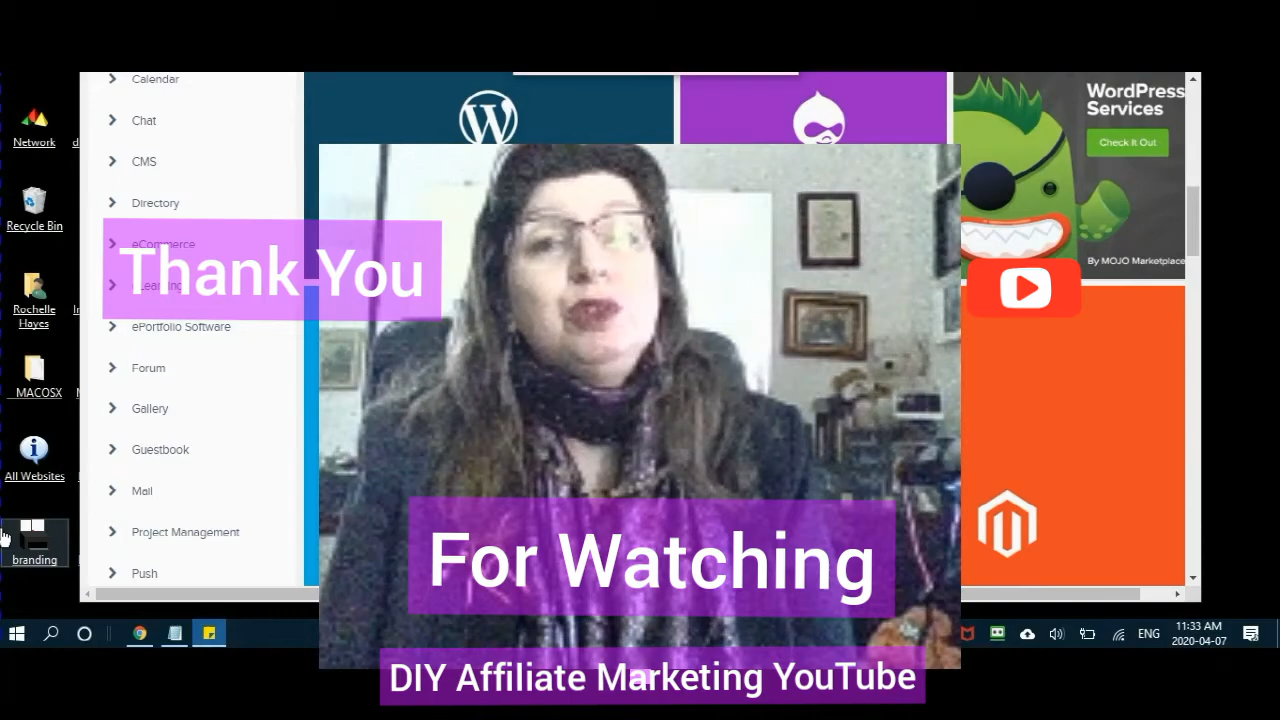 Calendar
Chat
CMS
Directory
eCommerce
ePortfolio Software
Forum
Gallery
Guestbook
Mail
Project Management
Push
Network
Recycle Bin
Rochelle
Hayes
__MACOSX
All Websites
branding
WordPress
Services
Check It Out
By MOJO Marketplace
Thank You
For Watching
DIY Affiliate Marketing YouTube
ENG
11:33 AM
2020-04-07